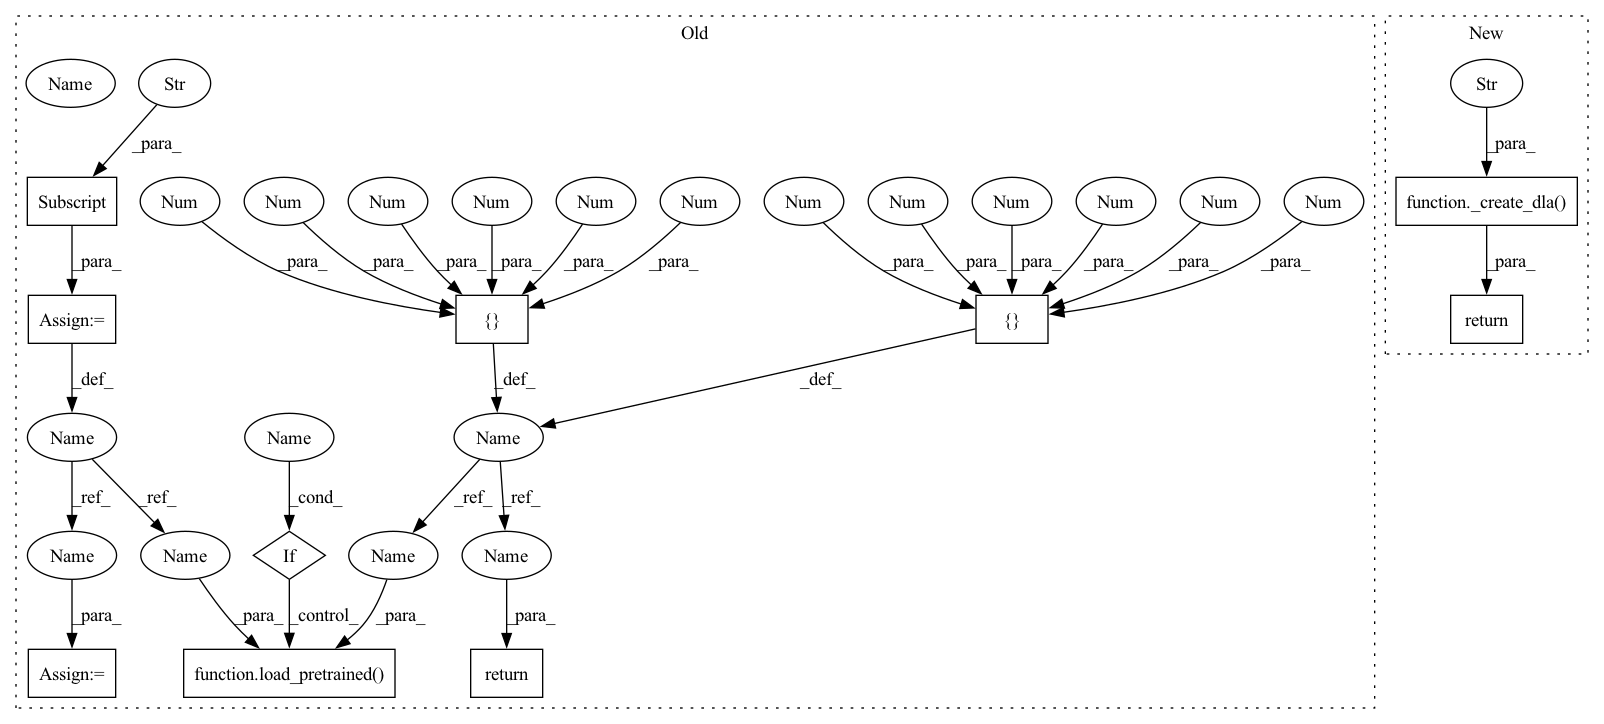 Old
New
Name
Str
Str
_para_
_para_
Subscript
Num
Num
Num
Num
Num
Num
Num
Num
Num
Num
Num
Num
function._create_dla()
_para_
_para_
_para_
_para_
_para_
_para_
_para_
_para_
_para_
_para_
_para_
_para_
_para_
_para_
Assign:=
{}
{}
return
_def_
_def_
_def_
Name
Name
Name
_ref_
_ref_
_cond_
_ref_
_ref_
Name
Name
If
Name
Name
_para_
_para_
_control_
_para_
_para_
Assign:=
function.load_pretrained()
return